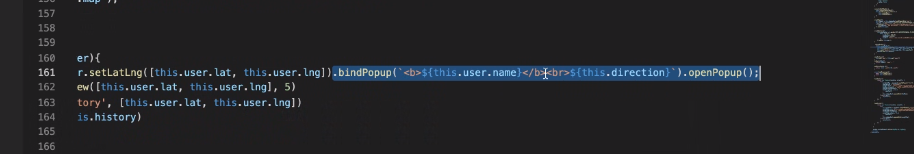 .map');
157
158
159
160 er){
161 r.setLatLng([this.user.lat, this.user.lng]).bindPopup(`<b>${this.user.name}</b><br>${this.direction}`).openPopup();
162 ew([this.user.lat, this.user.lng], 5)
163 tory', [this.user.lat, this.user.lng])
164 is.history)
165
166